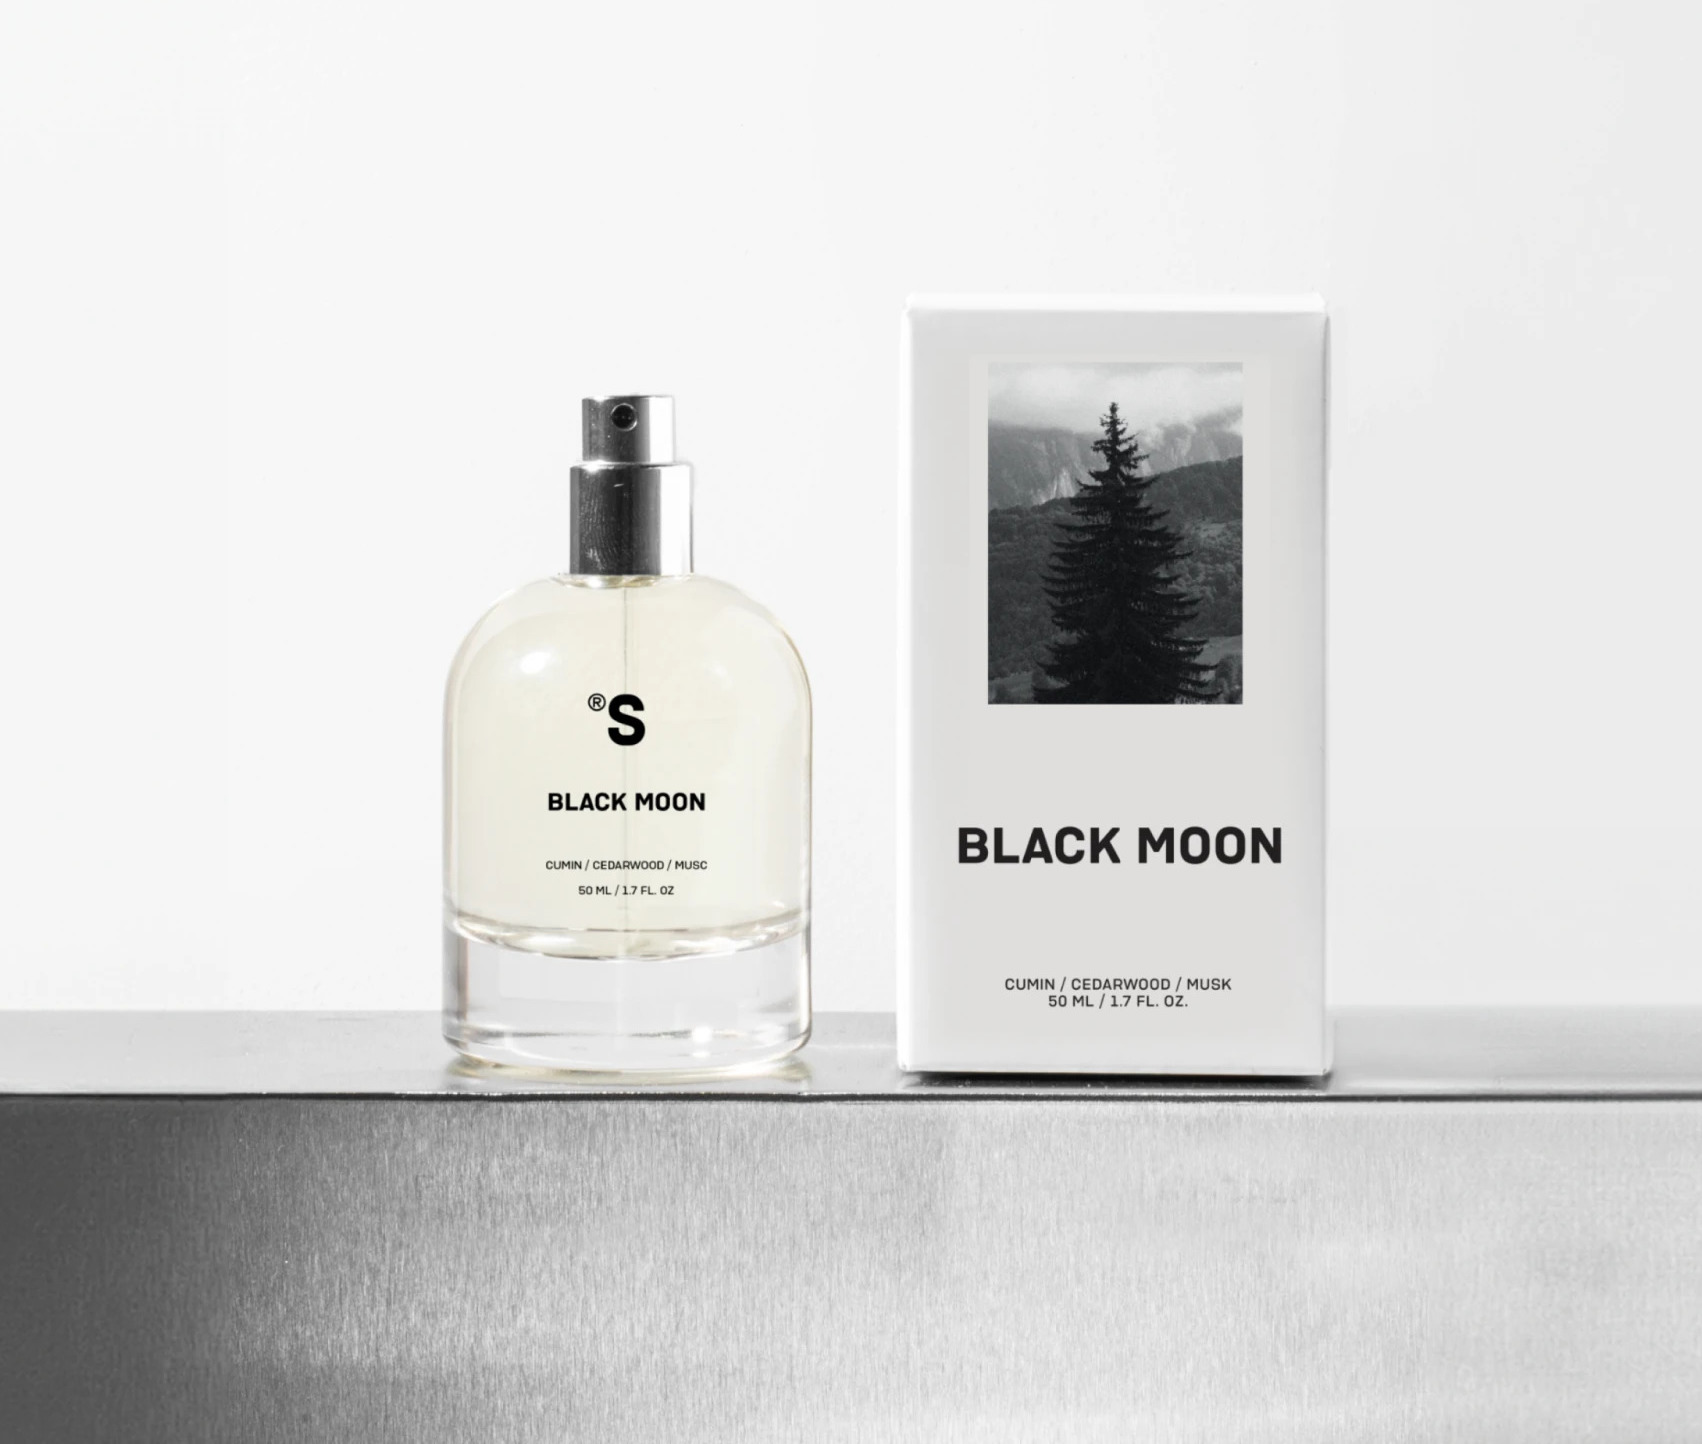 ®S
BLACK MOON
CUMIN / CEDARWOOD / MUSC
50 ML / 1.7 FL. OZ
BLACK MOON
CUMIN / CEDARWOOD / MUSK
50 ML / 1.7 FL. OZ.